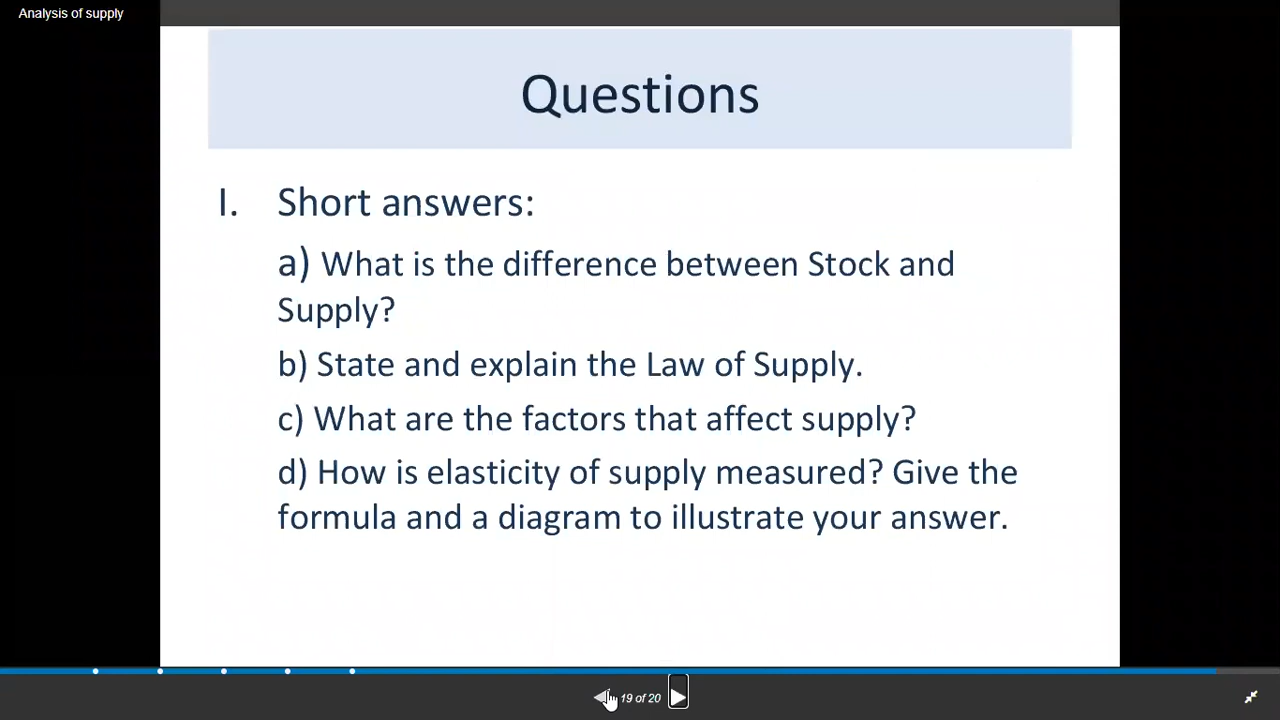 Analysis of supply
Questions
I. Short answers:
a) What is the difference between Stock and
Supply?
b) State and explain the Law of Supply.
c) What are the factors that affect supply?
d) How is elasticity of supply measured? Give the
formula and a diagram to illustrate your answer.
19 of 20